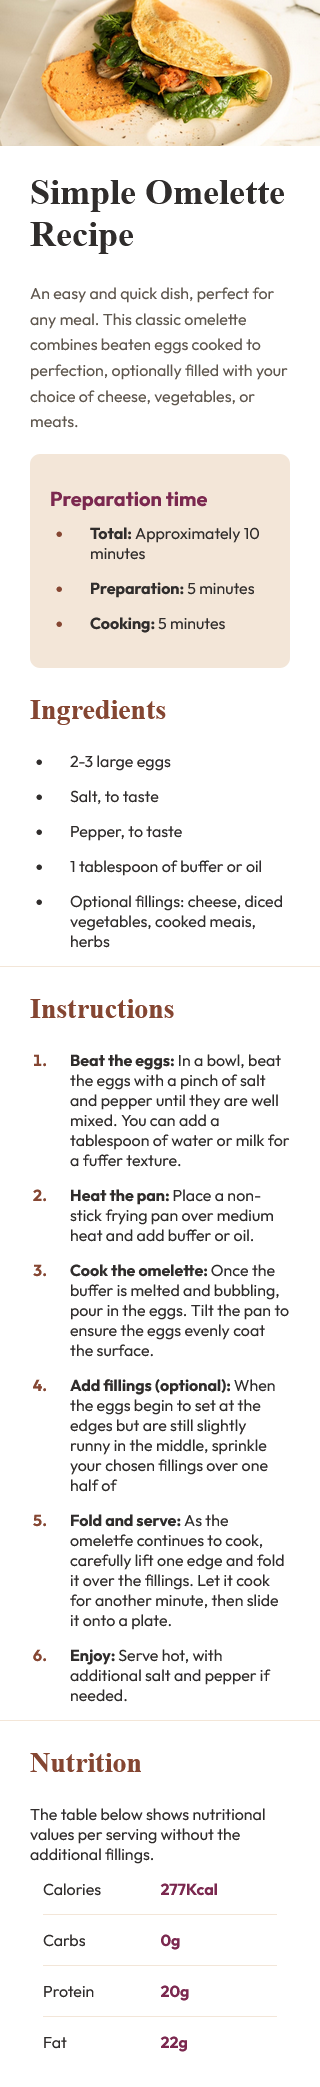 Simple Omelette
Recipe
An easy and quick dish, perfect for
any meal. This classic omelette
combines beaten eggs cooked to
perfection, optionally filled with your
choice of cheese, vegetables, or
meats.
Preparation time
• Total: Approximately 10
minutes
• Preparation: 5 minutes
• Cooking: 5 minutes
Ingredients
• 2-3 large eggs
• Salt, to taste
• Pepper, to taste
• 1 tablespoon of buffer or oil
• Optional fillings: cheese, diced
vegetables, cooked meais,
herbs
Instructions
1. Beat the eggs: In a bowl, beat
the eggs with a pinch of salt
and pepper until they are well
mixed. You can add a
tablespoon of water or milk for
a fuffer texture.
2. Heat the pan: Place a non-
stick frying pan over medium
heat and add buffer or oil.
3. Cook the omelette: Once the
buffer is melted and bubbling,
pour in the eggs. Tilt the pan to
ensure the eggs evenly coat
the surface.
4. Add fillings (optional): When
the eggs begin to set at the
edges but are still slightly
runny in the middle, sprinkle
your chosen fillings over one
half of
5. Fold and serve: As the
omeletfe continues to cook,
carefully lift one edge and fold
it over the fillings. Let it cook
for another minute, then slide
it onto a plate.
6. Enjoy: Serve hot, with
additional salt and pepper if
needed.
Nutrition
The table below shows nutritional
values per serving without the
additional fillings.
Calories 277Kcal
Carbs 0g
Protein 20g
Fat 22g